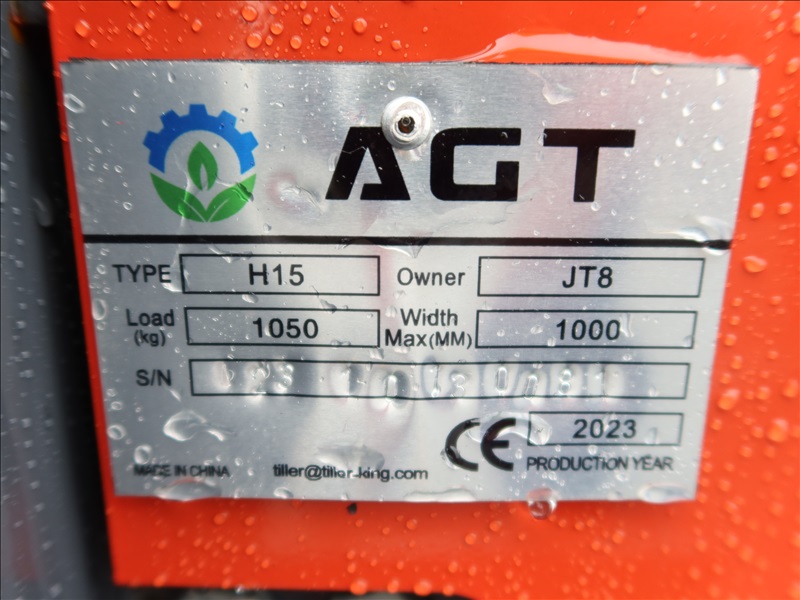 AGT
TYPE H15 Owner JT8
Load (kg) 1050 Width Max(MM) 1000
S/N
CE 2023
MADE IN CHINA tiller@tiller-king.com PRODUCTION YEAR